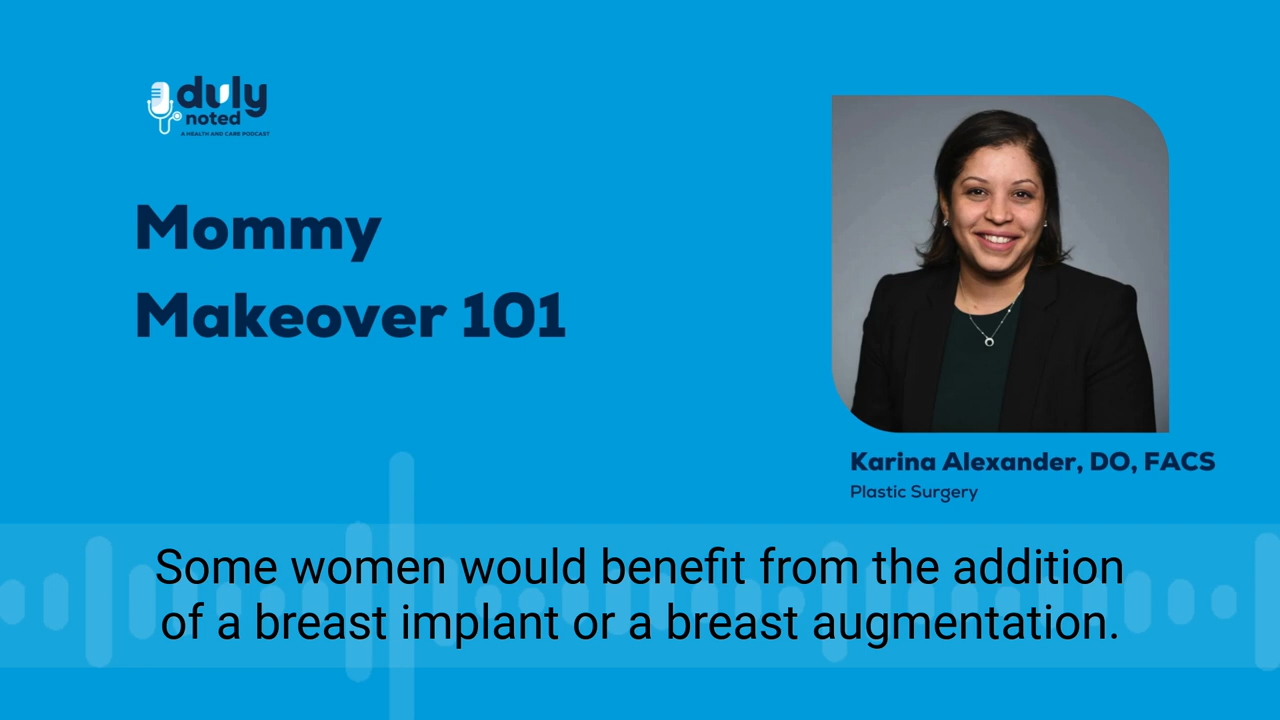 duly
noted
A HEALTH AND CARE PODCAST
Mommy
Makeover 101
Karina Alexander, DO, FACS
Plastic Surgery
Some women would benefit from the addition
of a breast implant or a breast augmentation.